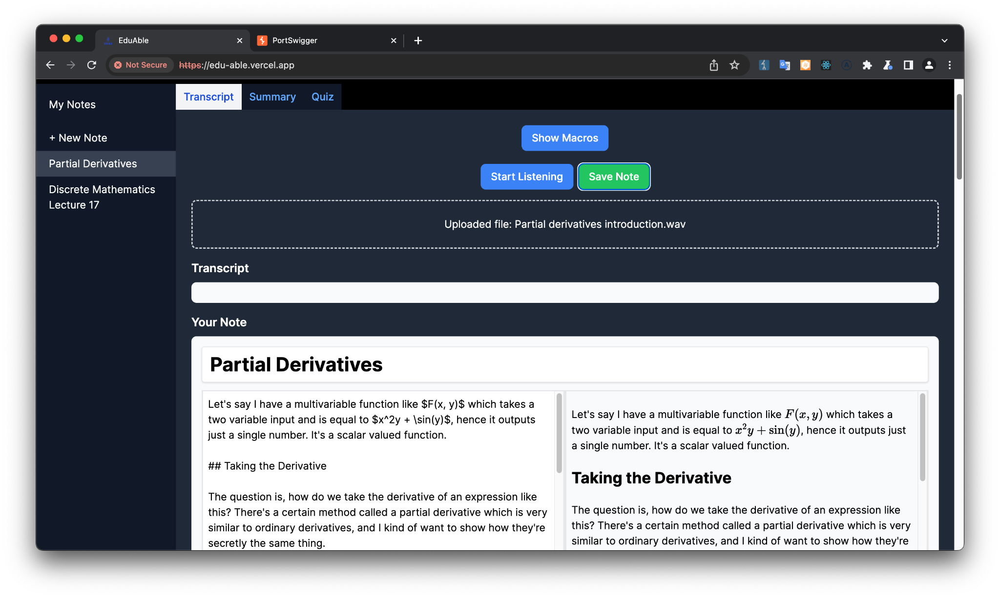 EduAble
PortSwigger
Not Secure
https://edu-able.vercel.app
My Notes
+ New Note
Partial Derivatives
Discrete Mathematics
Lecture 17
Transcript
Summary
Quiz
Show Macros
Start Listening
Save Note
Uploaded file: Partial derivatives introduction.wav
Transcript
Your Note
Partial Derivatives
Let's say I have a multivariable function like $F(x, y)$ which takes a
two variable input and is equal to $x^2y + \sin(y)$, hence it outputs
just a single number. It's a scalar valued function.
## Taking the Derivative
The question is, how do we take the derivative of an expression like
this? There's a certain method called a partial derivative which is very
similar to ordinary derivatives, and I kind of want to show how they're
secretly the same thing.
Let's say I have a multivariable function like F(x, y) which takes a
two variable input and is equal to x²y + sin(y), hence it outputs just
a single number. It's a scalar valued function.
Taking the Derivative
The question is, how do we take the derivative of an expression like
this? There's a certain method called a partial derivative which is very
similar to ordinary derivatives, and I kind of want to show how they're